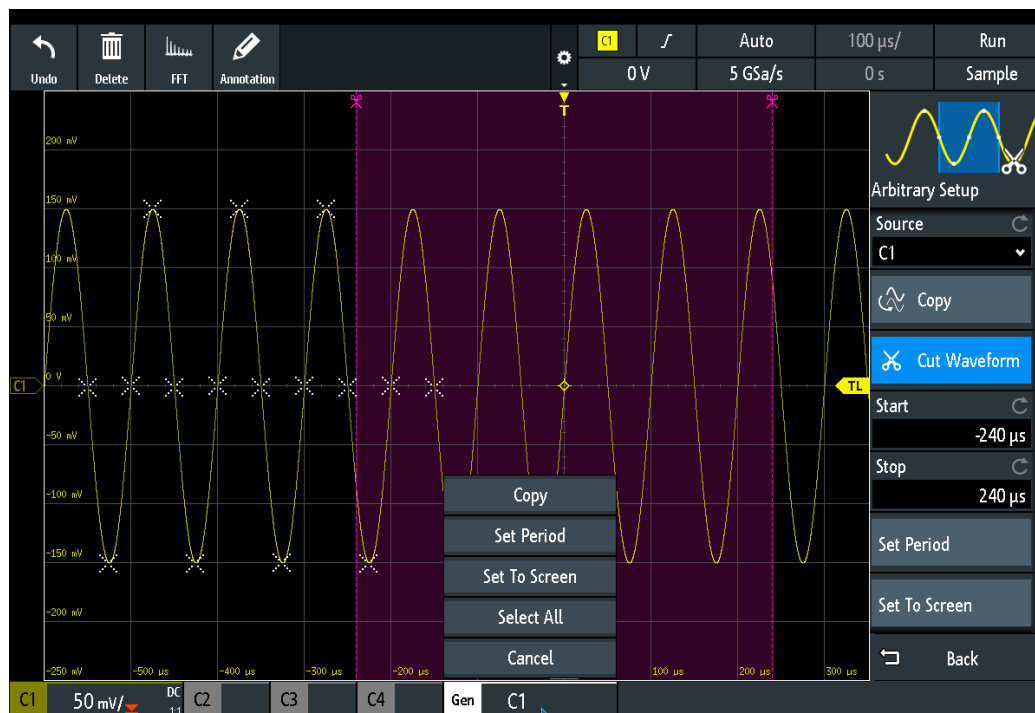 C1 Auto 100 µs/ Run
Undo Delete FFT Annotation
0 V 5 GSa/s 0 s Sample
T
200 mV
150 mV
100 mV
50 mV
0 V
-50 mV
-100 mV
-150 mV
-200 mV
-250 mV -500 µs -400 µs -300 µs -200 µs 100 µs 200 µs 300 µs
C1
TL
Copy
Set Period
Set To Screen
Select All
Cancel
Arbitrary Setup
Source
C1
Copy
Cut Waveform
Start
-240 µs
Stop
240 µs
Set Period
Set To Screen
Back
C1 50 mV/ DC 1:1 C2 C3 C4 Gen C1